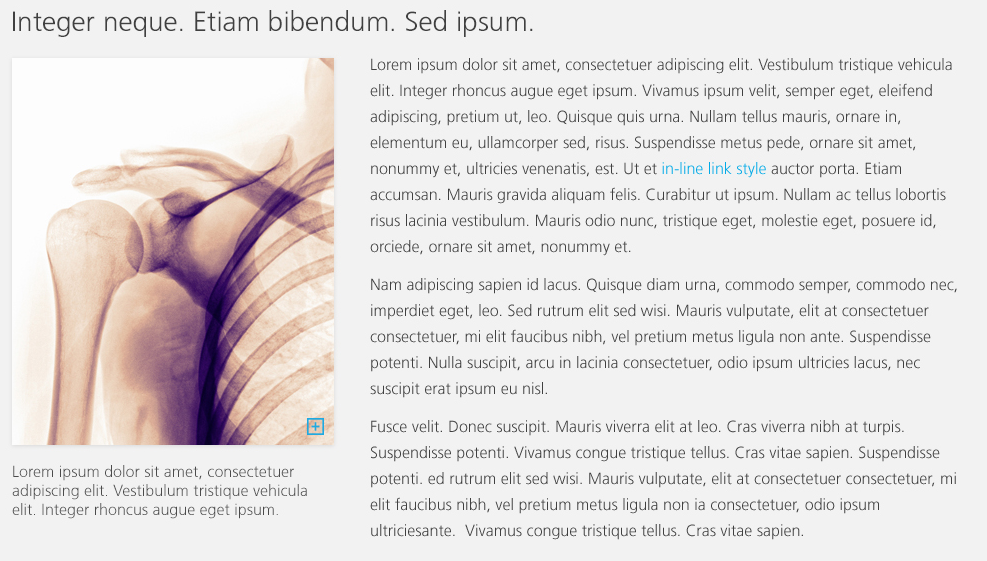 Integer neque. Etiam bibendum. Sed ipsum.
Lorem ipsum dolor sit amet, consectetuer
adipiscing elit. Vestibulum tristique vehicula
elit. Integer rhoncus augue eget ipsum.
Lorem ipsum dolor sit amet, consectetuer adipiscing elit. Vestibulum tristique vehicula
elit. Integer rhoncus augue eget ipsum. Vivamus ipsum velit, semper eget, eleifend
adipiscing, pretium ut, leo. Quisque quis urna. Nullam tellus mauris, ornare in,
elementum eu, ullamcorper sed, risus. Suspendisse metus pede, ornare sit amet,
nonummy et, ultricies venenatis, est. Ut et in-line link style auctor porta. Etiam
accumsan. Mauris gravida aliquam felis. Curabitur ut ipsum. Nullam ac tellus lobortis
risus lacinia vestibulum. Mauris odio nunc, tristique eget, molestie eget, posuere id,
orciede, ornare sit amet, nonummy et.
Nam adipiscing sapien id lacus. Quisque diam urna, commodo semper, commodo nec,
imperdiet eget, leo. Sed rutrum elit sed wisi. Mauris vulputate, elit at consectetuer
consectetuer, mi elit faucibus nibh, vel pretium metus ligula non ante. Suspendisse
potenti. Nulla suscipit, arcu in lacinia consectetuer, odio ipsum ultricies lacus, nec
suscipit erat ipsum eu nisl.
Fusce velit. Donec suscipit. Mauris viverra elit at leo. Cras viverra nibh at turpis.
Suspendisse potenti. Vivamus congue tristique tellus. Cras vitae sapien. Suspendisse
potenti. ed rutrum elit sed wisi. Mauris vulputate, elit at consectetuer consectetuer, mi
elit faucibus nibh, vel pretium metus ligula non ia consectetuer, odio ipsum
ultriciesante.  Vivamus congue tristique tellus. Cras vitae sapien.